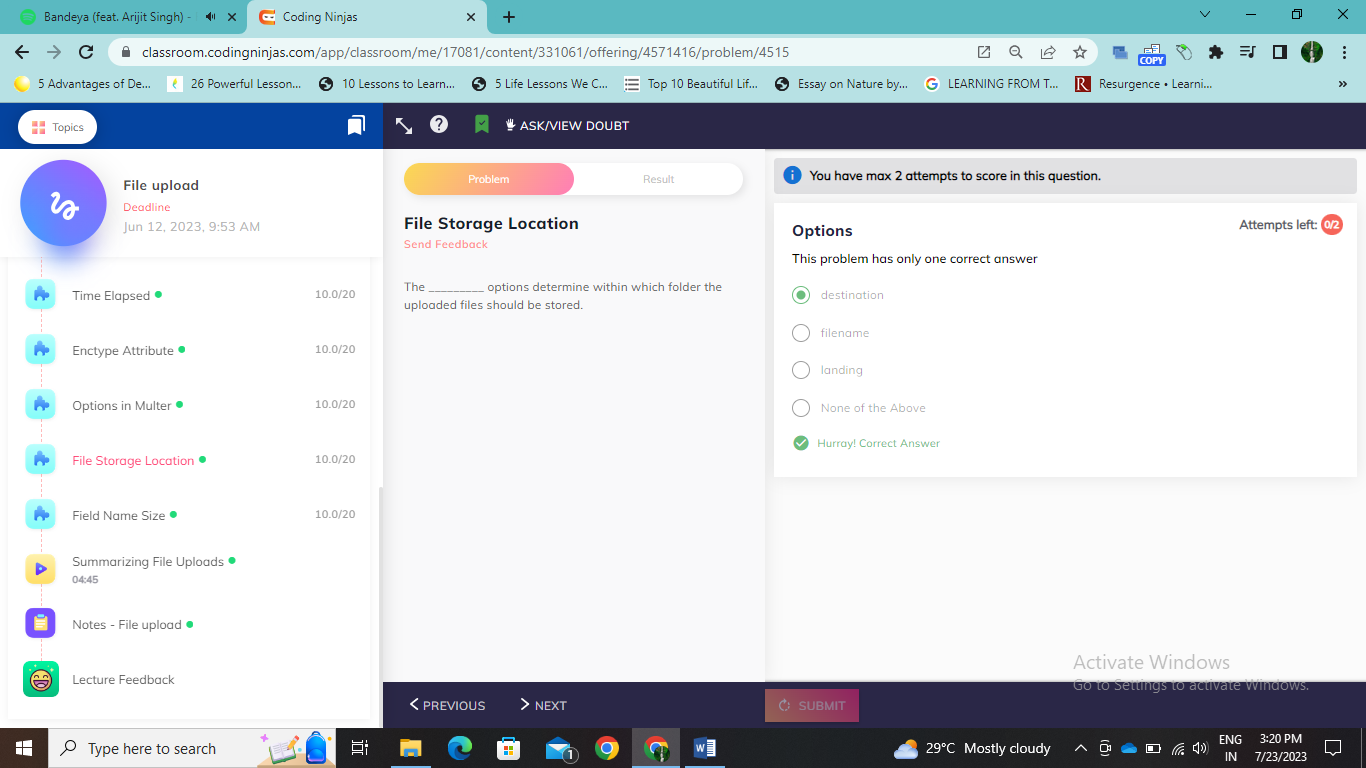 Bandeya (feat. Arijit Singh) -
Coding Ninjas
classroom.codingninjas.com/app/classroom/me/17081/content/331061/offering/4571416/problem/4515
COPY
5 Advantages of De...
26 Powerful Lesson...
10 Lessons to Learn...
5 Life Lessons We C...
Top 10 Beautiful Lif...
Essay on Nature by...
LEARNING FROM T...
Resurgence • Learni...
Topics
ASK/VIEW DOUBT
File upload
Deadline
Jun 12, 2023, 9:53 AM
Time Elapsed
10.0/20
Enctype Attribute
10.0/20
Options in Multer
10.0/20
File Storage Location
10.0/20
Field Name Size
10.0/20
Summarizing File Uploads
04:45
Notes - File upload
Lecture Feedback
Problem
Result
File Storage Location
Send Feedback
The _________ options determine within which folder the
uploaded files should be stored.
You have max 2 attempts to score in this question.
Options
Attempts left: 0/2
This problem has only one correct answer
destination
filename
landing
None of the Above
Hurray! Correct Answer
Activate Windows
Go to Settings to activate Windows.
PREVIOUS
NEXT
SUBMIT
Type here to search
1
29°C Mostly cloudy
ENG
IN
3:20 PM
7/23/2023